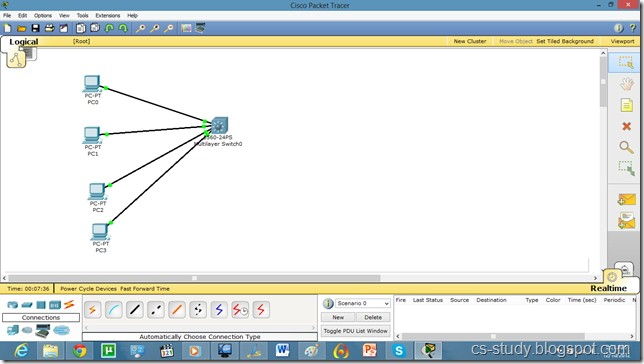 Cisco Packet Tracer
File Edit Options View Tools Extensions Help
Logical
[Root]
New Cluster
Move Object
Set Tiled Background
Viewport
PC-PT
PC0
PC-PT
PC1
PC-PT
PC2
PC-PT
PC3
3560-24PS
Multilayer Switch0
Time: 00:07:36
Power Cycle Devices Fast Forward Time
Realtime
Connections
Automatically Choose Connection Type
Scenario 0
New
Delete
Toggle PDU List Window
Fire
Last Status
Source
Destination
Type
Color
Time (sec)
Periodic
N
cs-study.blogspot.com